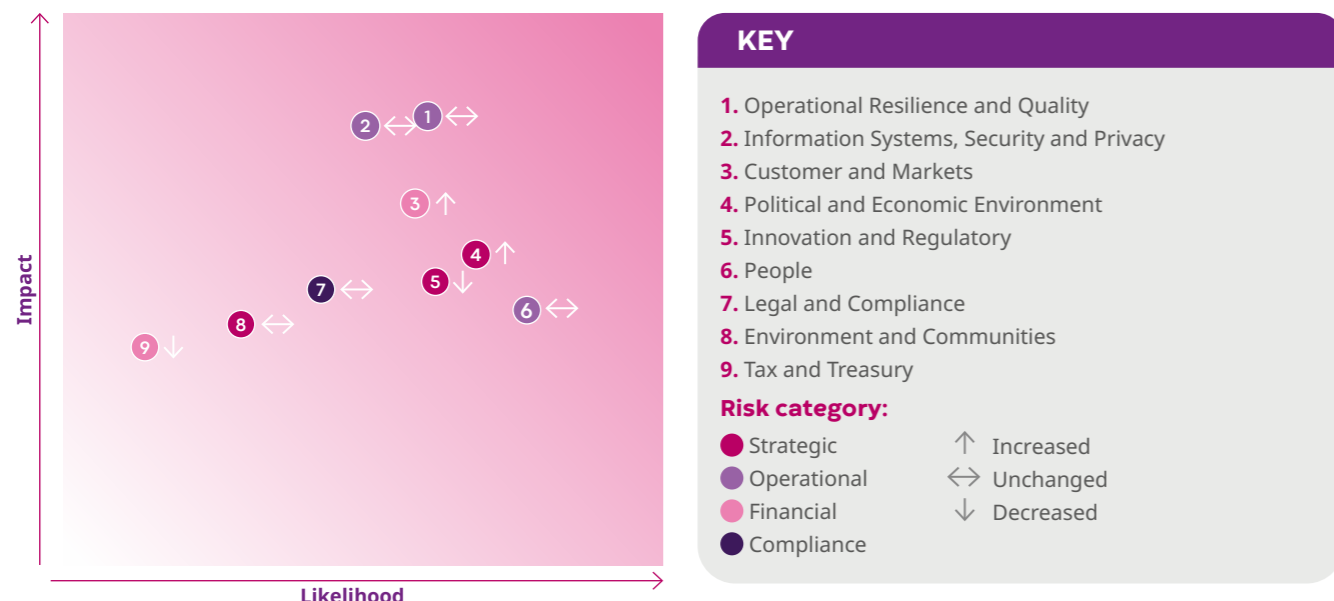 Impact
2
1
3
4
5
7
6
8
9
Likelihood
KEY
1. Operational Resilience and Quality
2. Information Systems, Security and Privacy
3. Customer and Markets
4. Political and Economic Environment
5. Innovation and Regulatory
6. People
7. Legal and Compliance
8. Environment and Communities
9. Tax and Treasury
Risk category:
Strategic
Increased
Operational
Unchanged
Financial
Decreased
Compliance